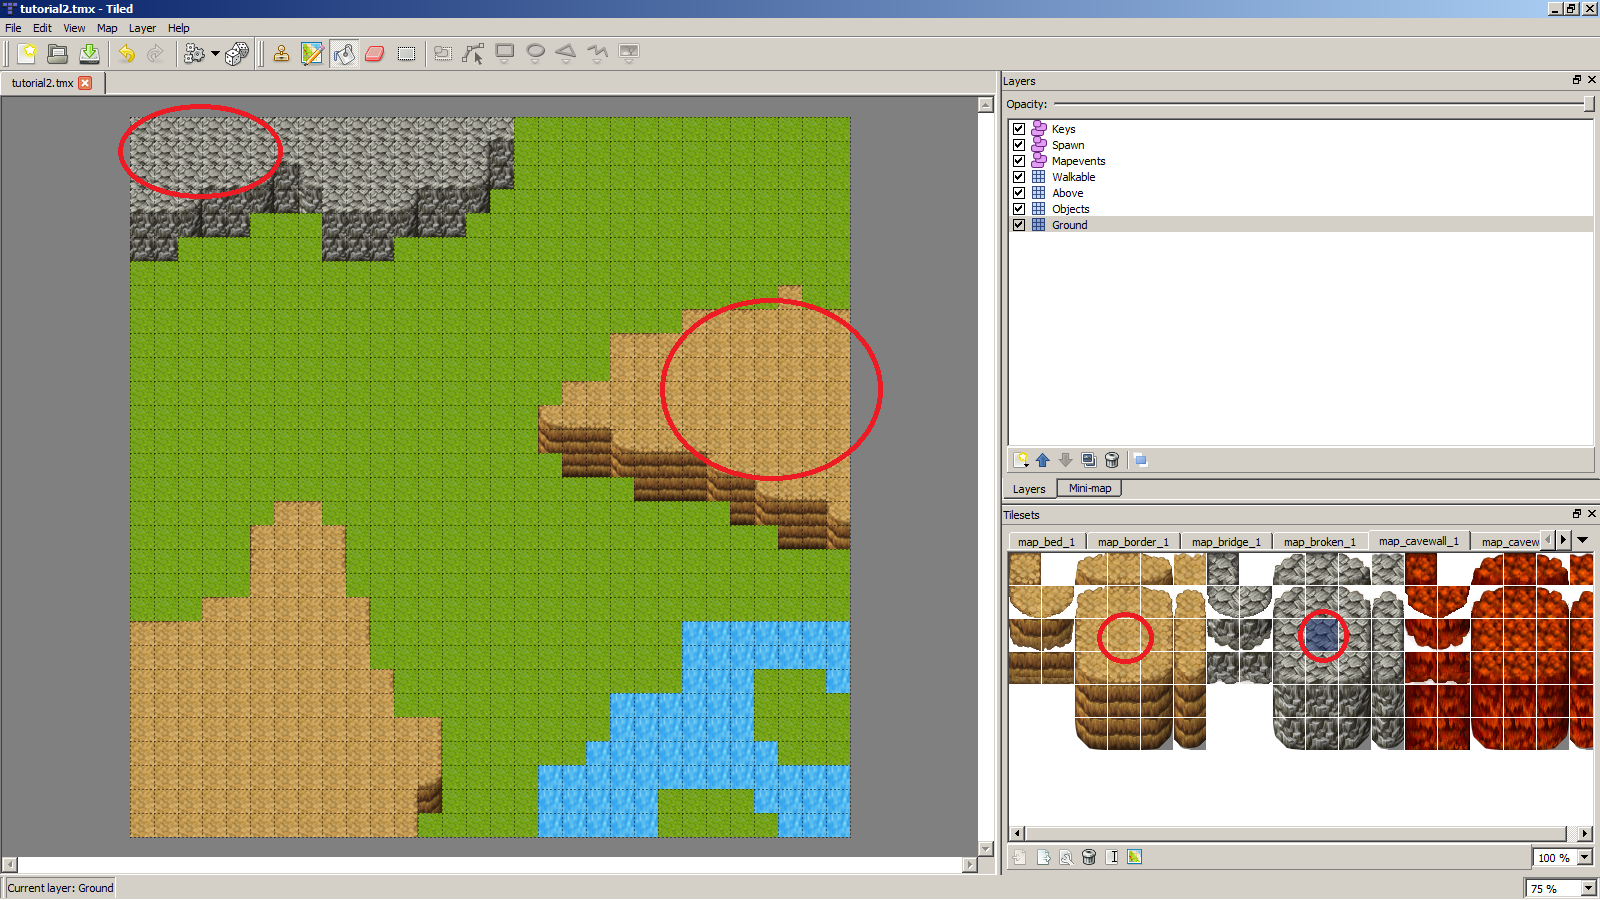 tutorial2.tmx - Tiled
File Edit View Map Layer Help
tutorial2.tmx
Layers
Opacity:
Keys
Spawn
Mapevents
Walkable
Above
Objects
Ground
Layers Mini-map
Tilesets
map_bed_1 map_border_1 map_bridge_1 map_broken_1 map_cavewall_1 map_cavew
100 %
Current layer: Ground
75 %